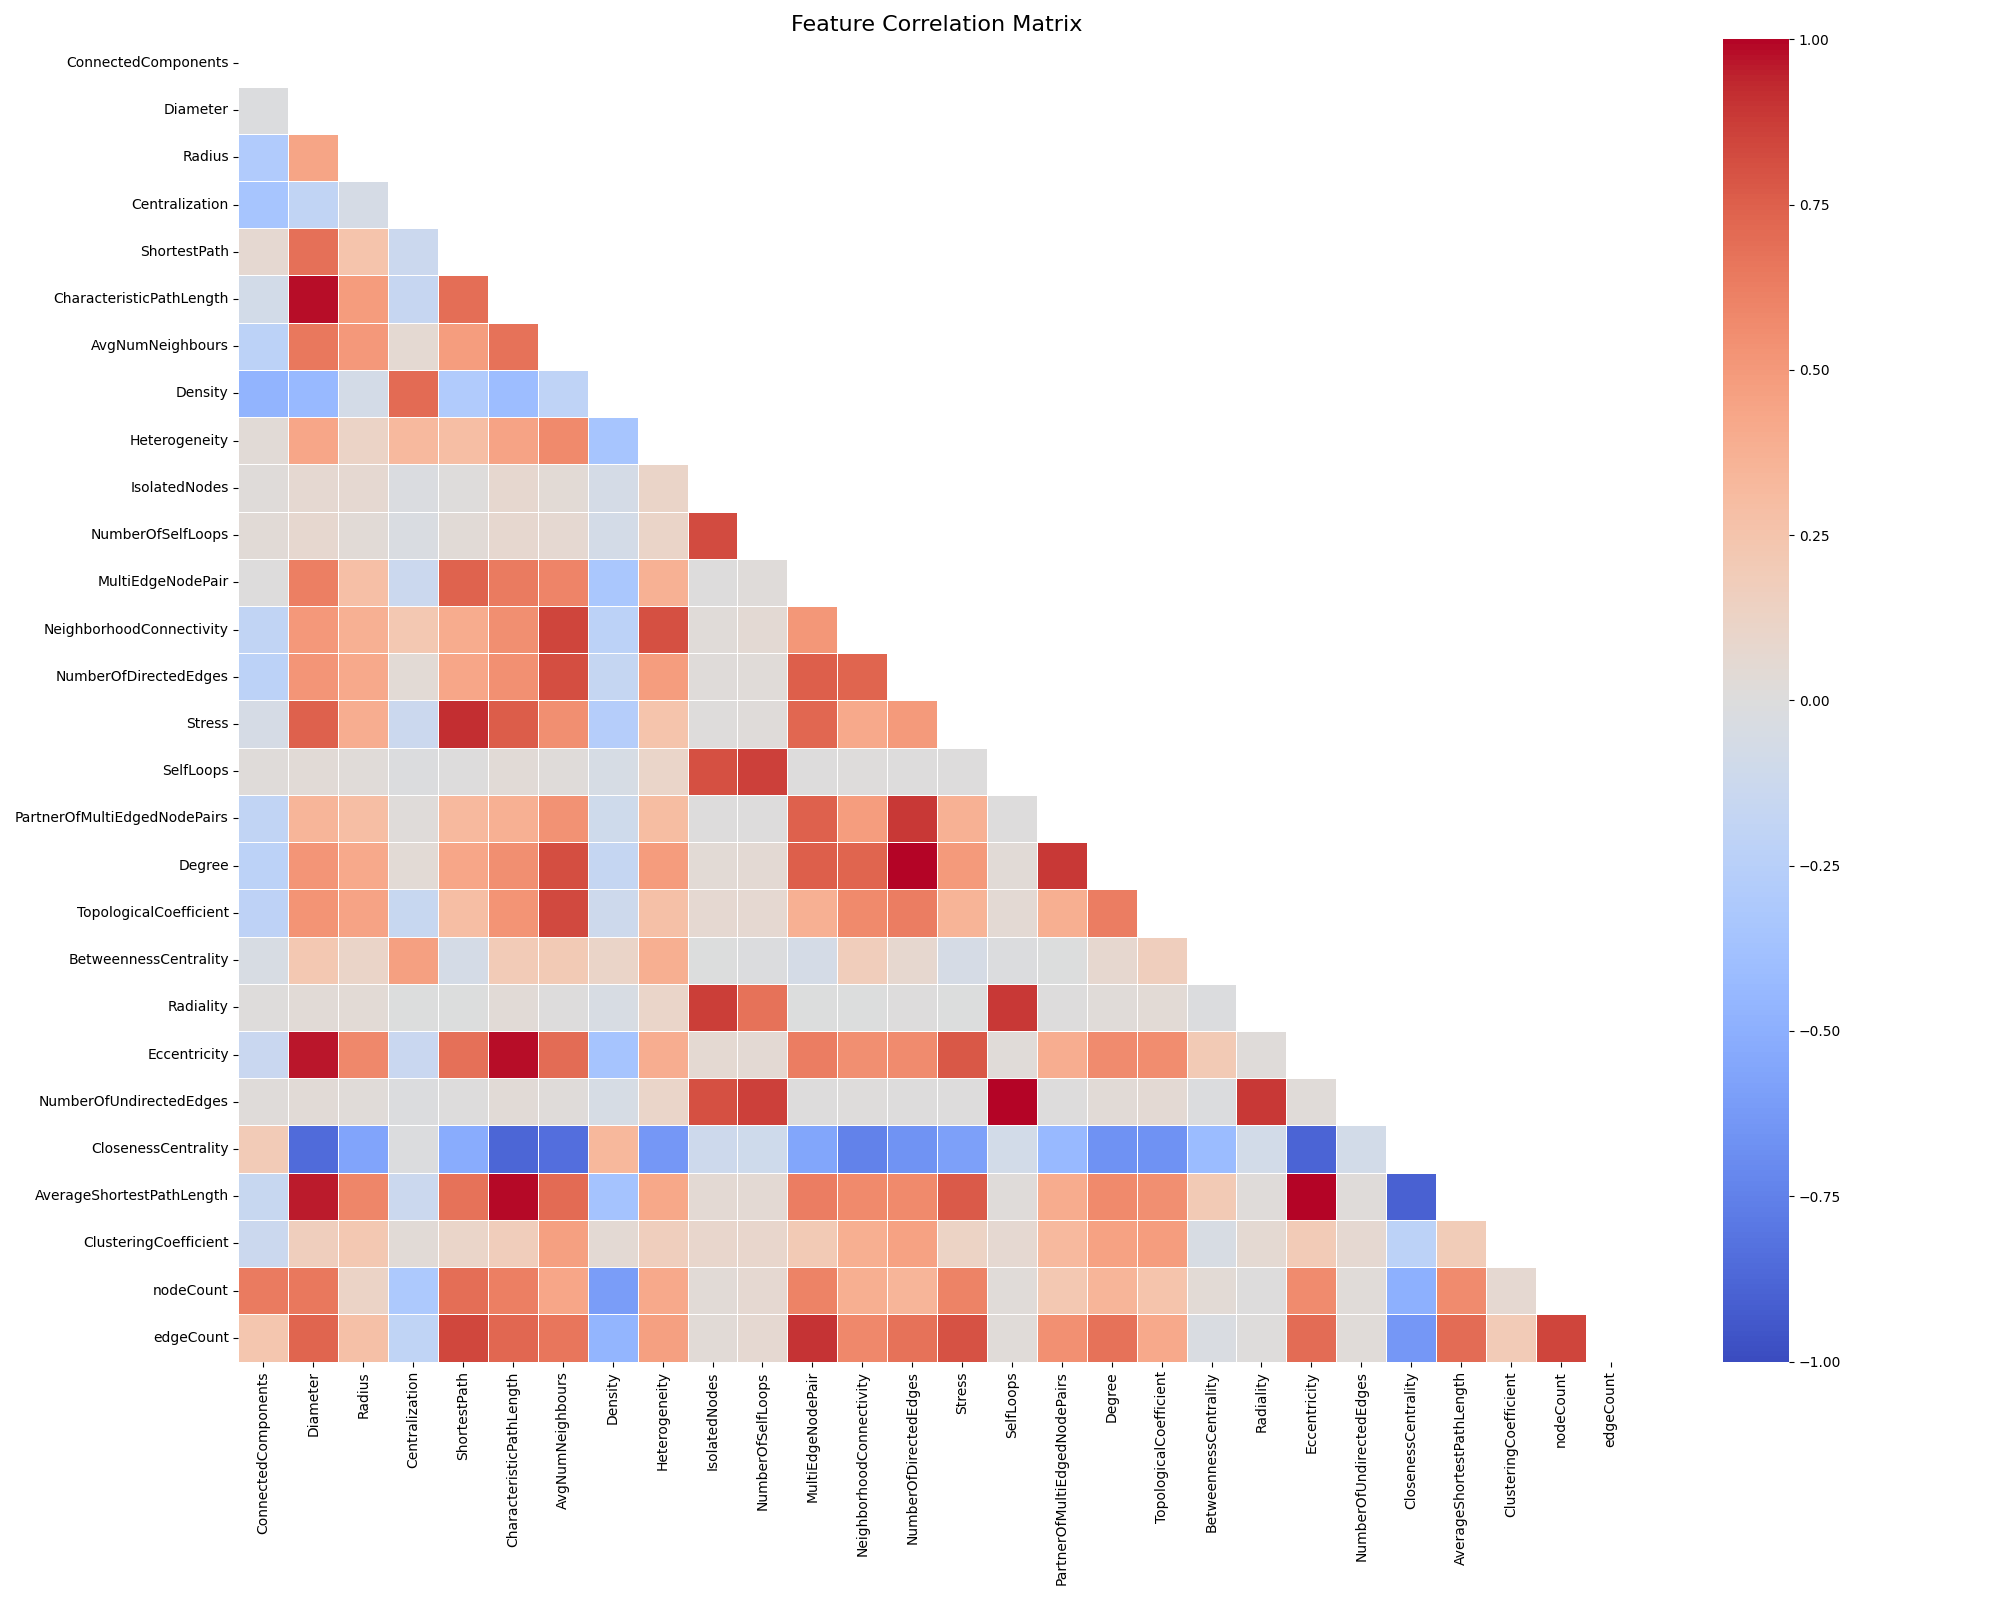 Feature Correlation Matrix
ConnectedComponents
Diameter
Radius
Centralization
ShortestPath
CharacteristicPathLength
AvgNumNeighbours
Density
Heterogeneity
IsolatedNodes
NumberOfSelfLoops
MultiEdgeNodePair
NeighborhoodConnectivity
NumberOfDirectedEdges
Stress
SelfLoops
PartnerOfMultiEdgedNodePairs
Degree
TopologicalCoefficient
BetweennessCentrality
Radiality
Eccentricity
NumberOfUndirectedEdges
ClosenessCentrality
AverageShortestPathLength
ClusteringCoefficient
nodeCount
edgeCount
ConnectedComponents
Diameter
Radius
Centralization
ShortestPath
CharacteristicPathLength
AvgNumNeighbours
Density
Heterogeneity
IsolatedNodes
NumberOfSelfLoops
MultiEdgeNodePair
NeighborhoodConnectivity
NumberOfDirectedEdges
Stress
SelfLoops
PartnerOfMultiEdgedNodePairs
Degree
TopologicalCoefficient
BetweennessCentrality
Radiality
Eccentricity
NumberOfUndirectedEdges
ClosenessCentrality
AverageShortestPathLength
ClusteringCoefficient
nodeCount
edgeCount
1.00
0.75
0.50
0.25
0.00
−0.25
−0.50
−0.75
−1.00